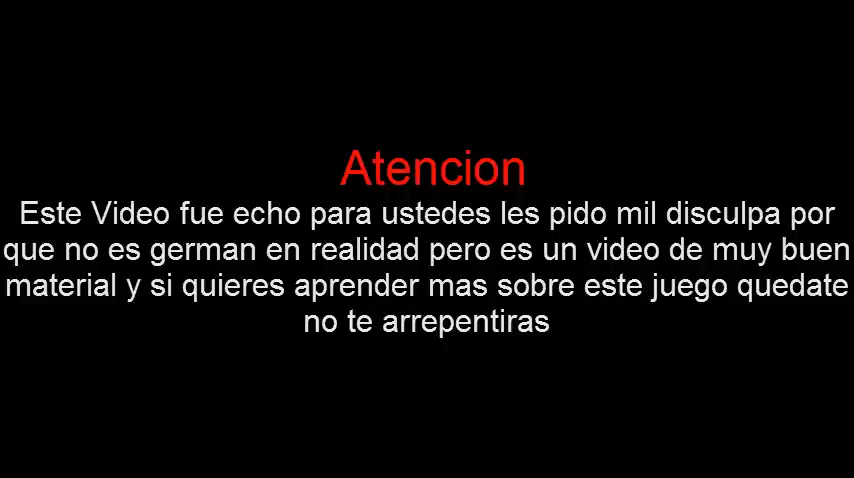 Atencion
Este Video fue echo para ustedes les pido mil disculpa por
que no es german en realidad pero es un video de muy buen
material y si quieres aprender mas sobre este juego quedate
no te arrepentiras